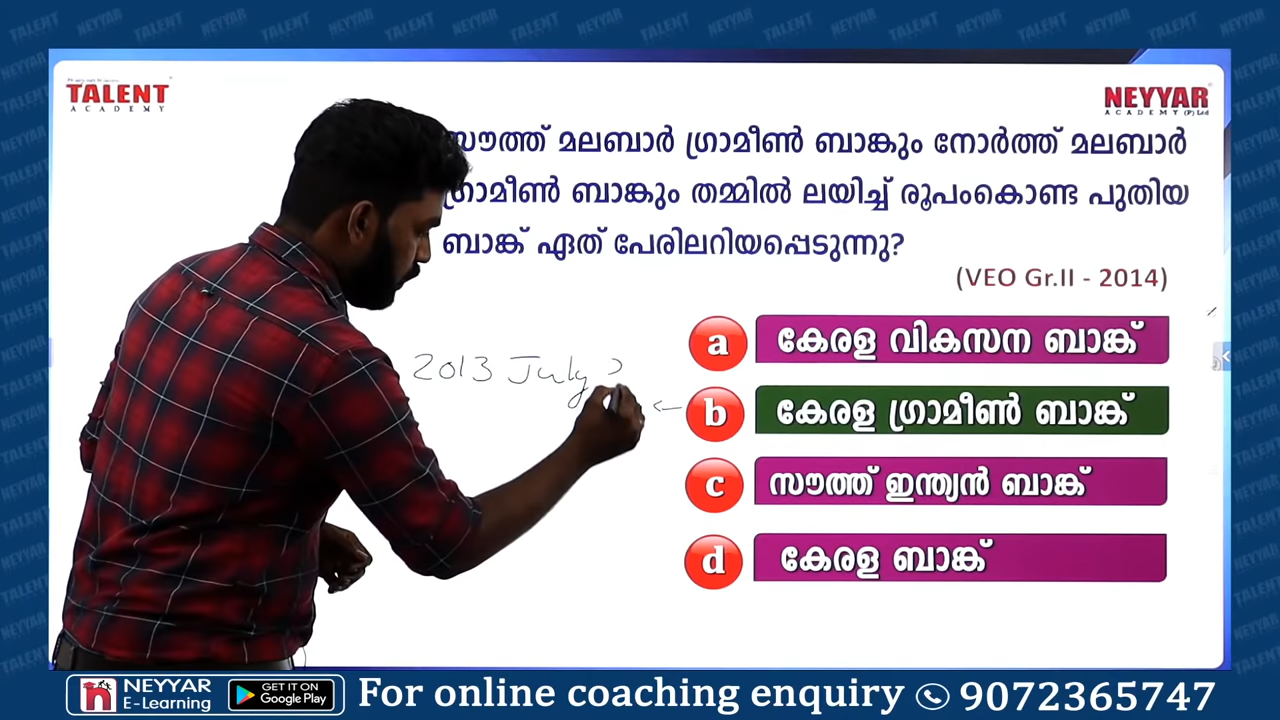 TALENT
ACADEMY
NEYYAR
ACADEMY (P) Ltd
സൗത്ത് മലബാർ ഗ്രാമീൺ ബാങ്കും നോർത്ത് മലബാർ
ഗ്രാമീൺ ബാങ്കും തമ്മിൽ ലയിച്ച് രൂപംകൊണ്ട പുതിയ
ബാങ്ക് ഏത് പേരിലറിയപ്പെടുന്നു?
(VEO Gr.II - 2014)
a കേരള വികസന ബാങ്ക്
2013 July
b കേരള ഗ്രാമീൺ ബാങ്ക്
c സൗത്ത് ഇന്ത്യൻ ബാങ്ക്
d കേരള ബാങ്ക്
NEYYAR
E-Learning
GET IT ON
Google Play
For online coaching enquiry 9072365747